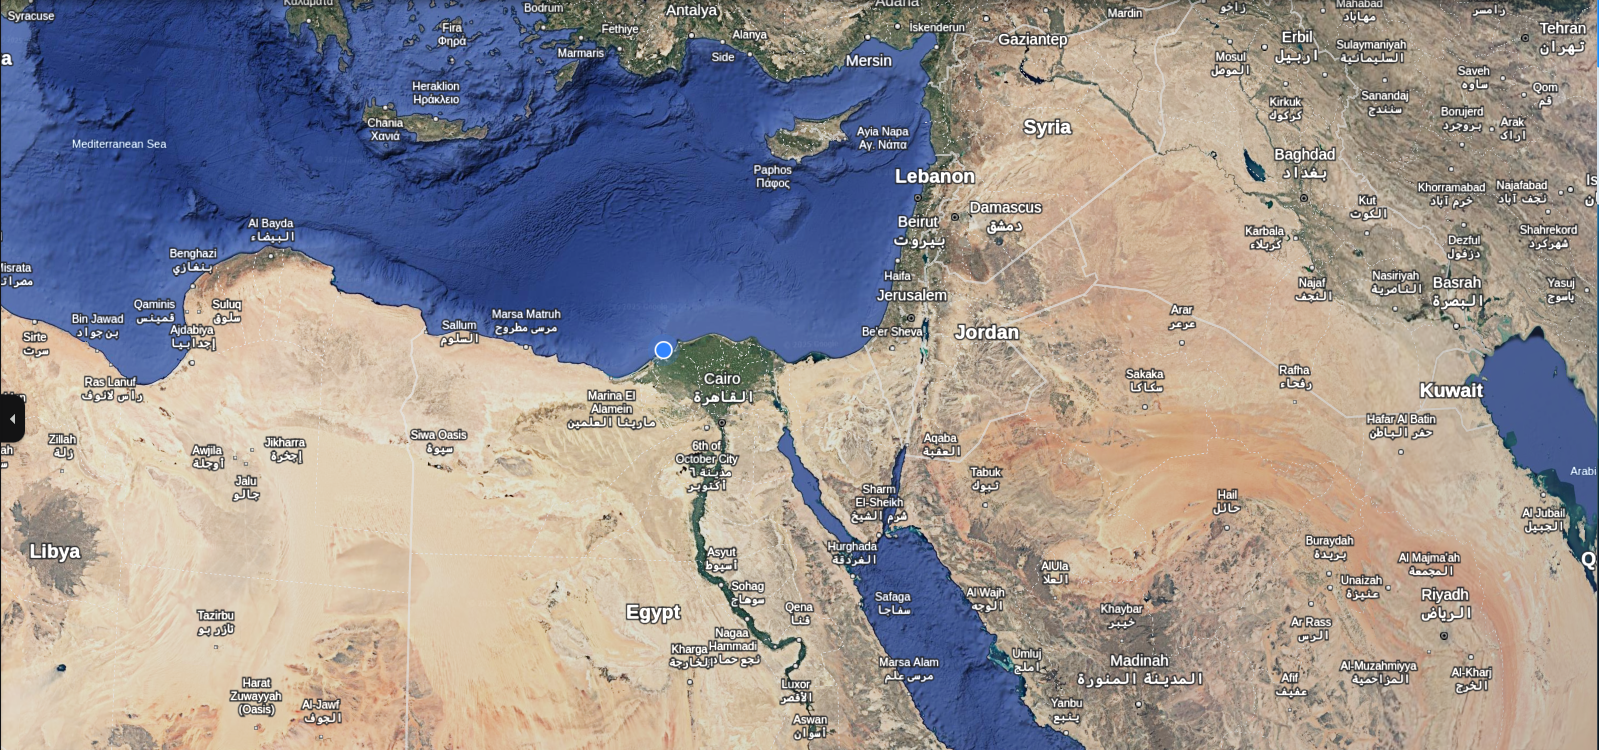 Syracuse
Καλαμάτα
Bodrum
Antalya
Adana
Mardin
زاخو
Mahabad
مهاباد
رامسر
Fira
Φηρά
Fethiye
Alanya
Iskenderun
Gaziantep
Erbil
اربيل
Sulaymaniyah
السليمانية
Tehran
تهران
Marmaris
Side
Mersin
Mosul
الموصل
Saveh
ساوه
Qom
قم
Heraklion
Ηράκλειο
Kirkuk
كركوك
Sanandaj
سنندج
Borujerd
بروجرد
Arak
اراک
Chania
Χανιά
Syria
Ayia Napa
Αγ. Νάπα
Mediterranean Sea
Baghdad
بغداد
Paphos
Πάφος
Lebanon
Khorramabad
خرم آباد
Najafabad
نجف آباد
Damascus
دمشق
Kut
الكوت
Al Bayda
البيضاء
Beirut
بيروت
Karbala
كربلاء
Dezful
دزفول
Shahrekord
شهرکرد
Benghazi
بنغازي
Misrata
مصراتة
Haifa
Jerusalem
Najaf
النجف
Nasiriyah
الناصرية
Basrah
البصرة
Yasuj
ياسوج
Qaminis
قمينس
Suluq
سلوق
Bin Jawad
بن جواد
Marsa Matruh
مرسى مطروح
Sallum
السلوم
Arar
عرعر
Sirte
سرت
Ajdabiya
إجدابيا
Be'er Sheva
Jordan
Ras Lanuf
راس لانوف
Cairo
القاهرة
Sakaka
سكاكا
Rafha
رفحاء
Kuwait
Marina El
Alamein
مارينا العلمين
Hafar Al Batin
حفر الباطن
Zillah
زلة
Awjila
أوجلة
Jikharra
إجخرة
Siwa Oasis
سيوة
6th of
October City
مدينة ٦
أكتوبر
Aqaba
العقبة
Jalu
جالو
Tabuk
تبوك
Arabi
Sharm
El-Sheikh
شرم الشيخ
Hail
حائل
Al Jubail
الجبيل
Libya
Asyut
أسيوط
Hurghada
الغردقة
Buraydah
بريدة
Al Majma'ah
المجمعة
Q
AlUla
العلا
Sohag
سوهاج
Safaga
سفاجا
Al Wajh
الوجه
Unaizah
عنيزة
Riyadh
الرياض
Egypt
Qena
قنا
Khaybar
خيبر
Tazirbu
تازربو
Ar Rass
الرس
Nagaa
Hammadi
نجع حمادي
Kharga
الخارجة
Marsa Alam
مرسى علم
Umluj
املج
Madinah
المدينة المنورة
Al-Muzahmiyya
المزاحمية
Al-Kharj
الخرج
Harat
Zuwayyah
(Oasis)
Al-Jawf
الجوف
Luxor
الأقصر
Afif
عفيف
Yanbu
ينبع
Aswan
أسوان